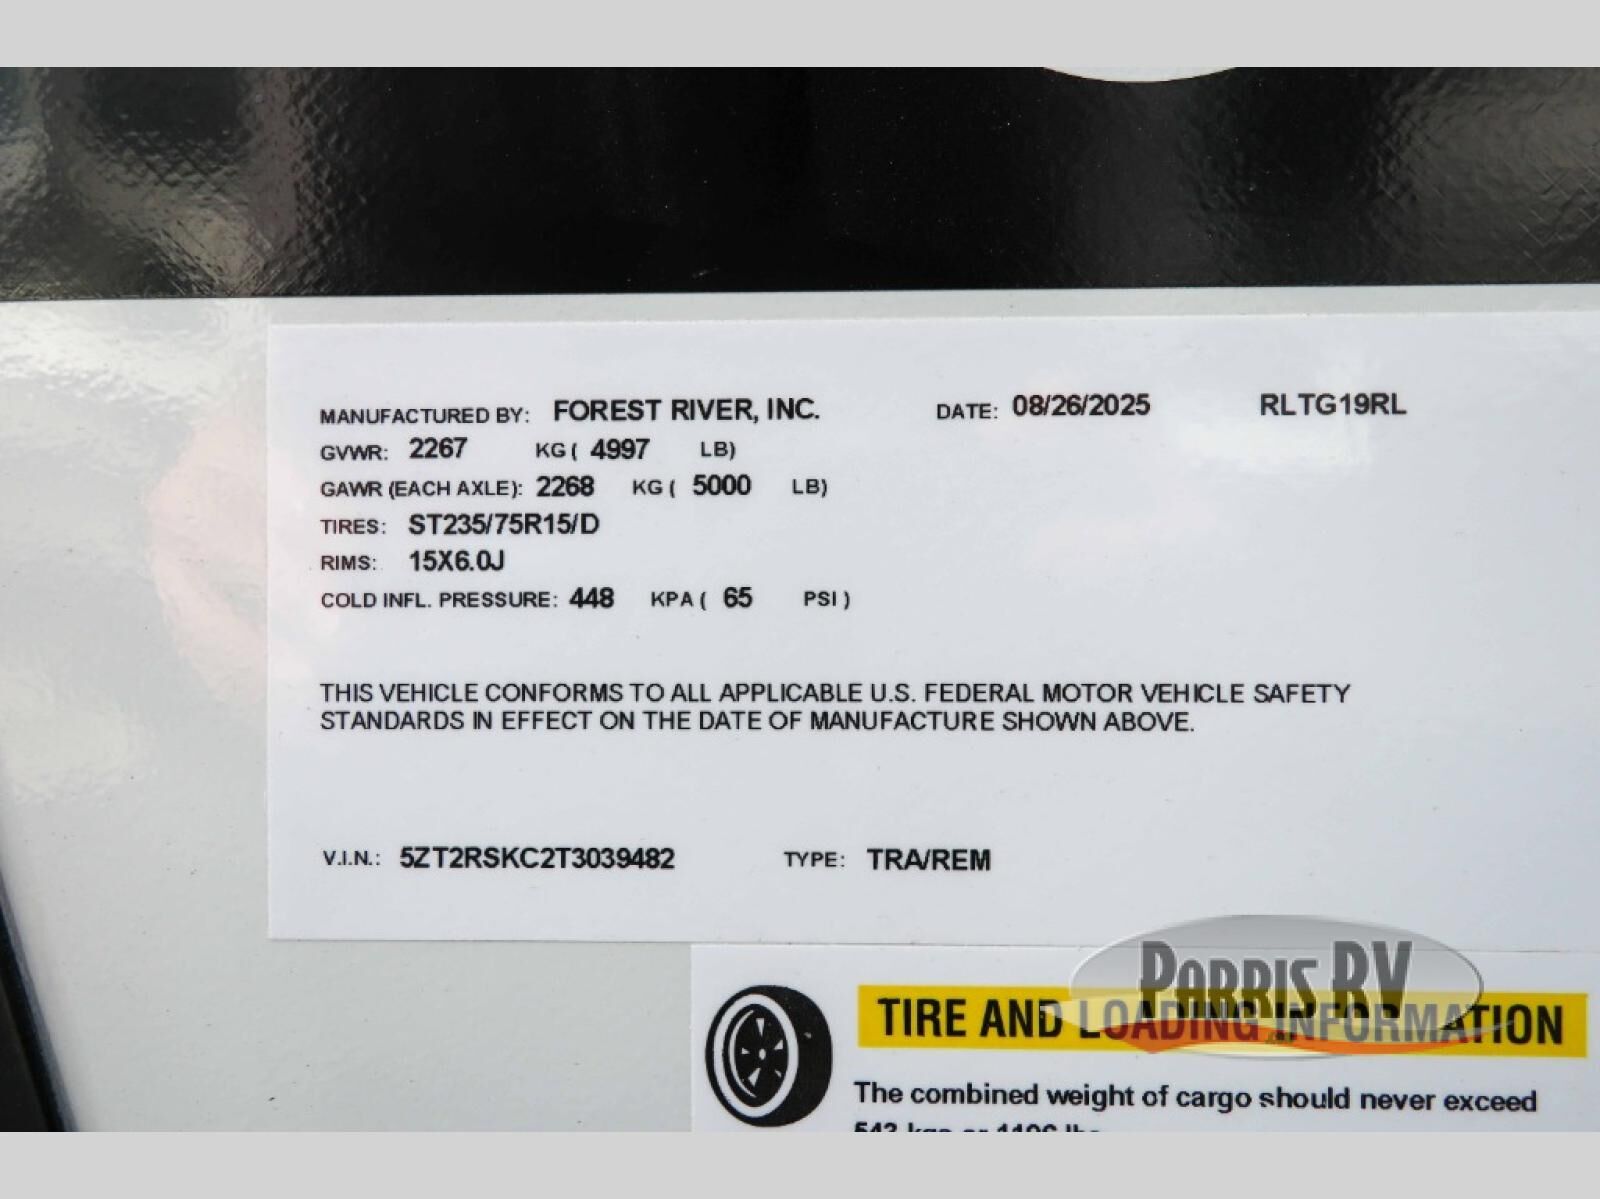 MANUFACTURED BY: FOREST RIVER, INC. DATE: 08/26/2025 RLTG19RL
GVWR: 2267 KG ( 4997 LB)
GAWR (EACH AXLE): 2268 KG ( 5000 LB)
TIRES: ST235/75R15/D
RIMS: 15X6.0J
COLD INFL. PRESSURE: 448 KPA ( 65 PSI )
THIS VEHICLE CONFORMS TO ALL APPLICABLE U.S. FEDERAL MOTOR VEHICLE SAFETY
STANDARDS IN EFFECT ON THE DATE OF MANUFACTURE SHOWN ABOVE.
V.I.N.: 5ZT2RSKC2T3039482 TYPE: TRA/REM
PARRIS RV
TIRE AND LOADING INFORMATION
The combined weight of cargo should never exceed